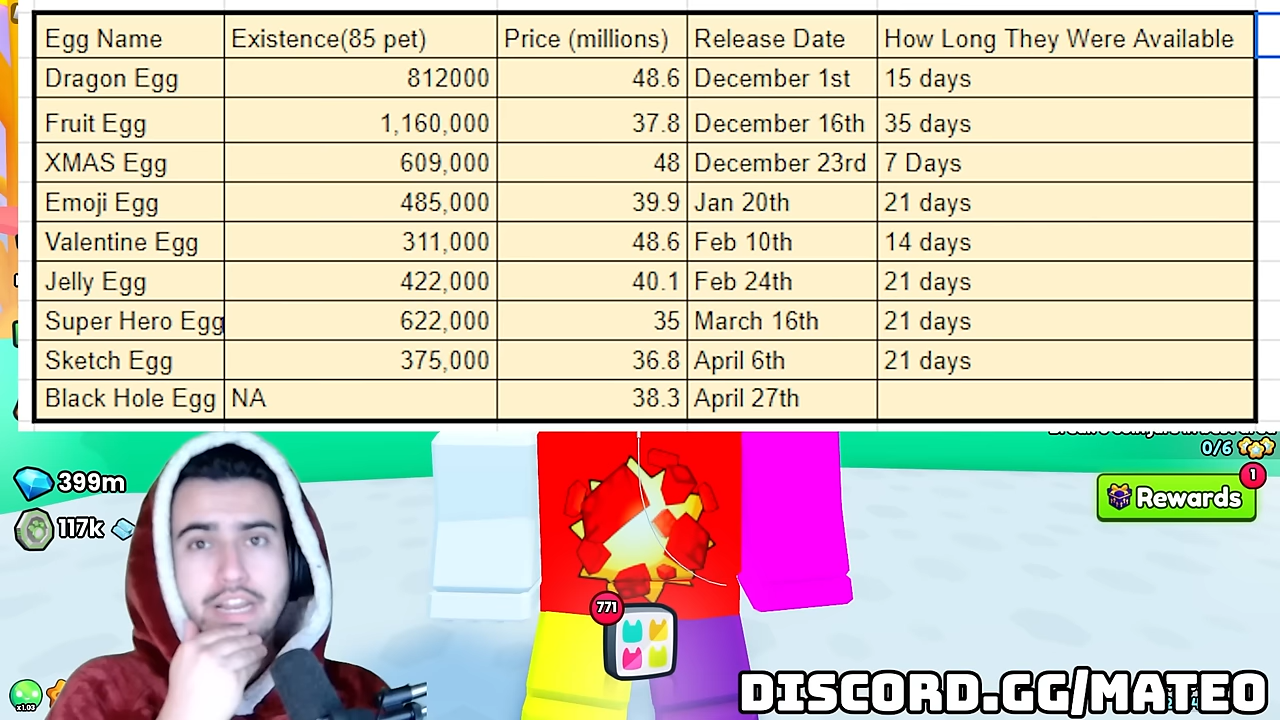 Egg Name Existence(85 pet) Price (millions) Release Date How Long They Were Available
Dragon Egg 812000 48.6 December 1st 15 days
Fruit Egg 1,160,000 37.8 December 16th 35 days
XMAS Egg 609,000 48 December 23rd 7 Days
Emoji Egg 485,000 39.9 Jan 20th 21 days
Valentine Egg 311,000 48.6 Feb 10th 14 days
Jelly Egg 422,000 40.1 Feb 24th 21 days
Super Hero Egg 622,000 35 March 16th 21 days
Sketch Egg 375,000 36.8 April 6th 21 days
Black Hole Egg NA 38.3 April 27th
0/6
399m
1
Rewards
117k
771
x1.03
DISCORD.GG/MATEO